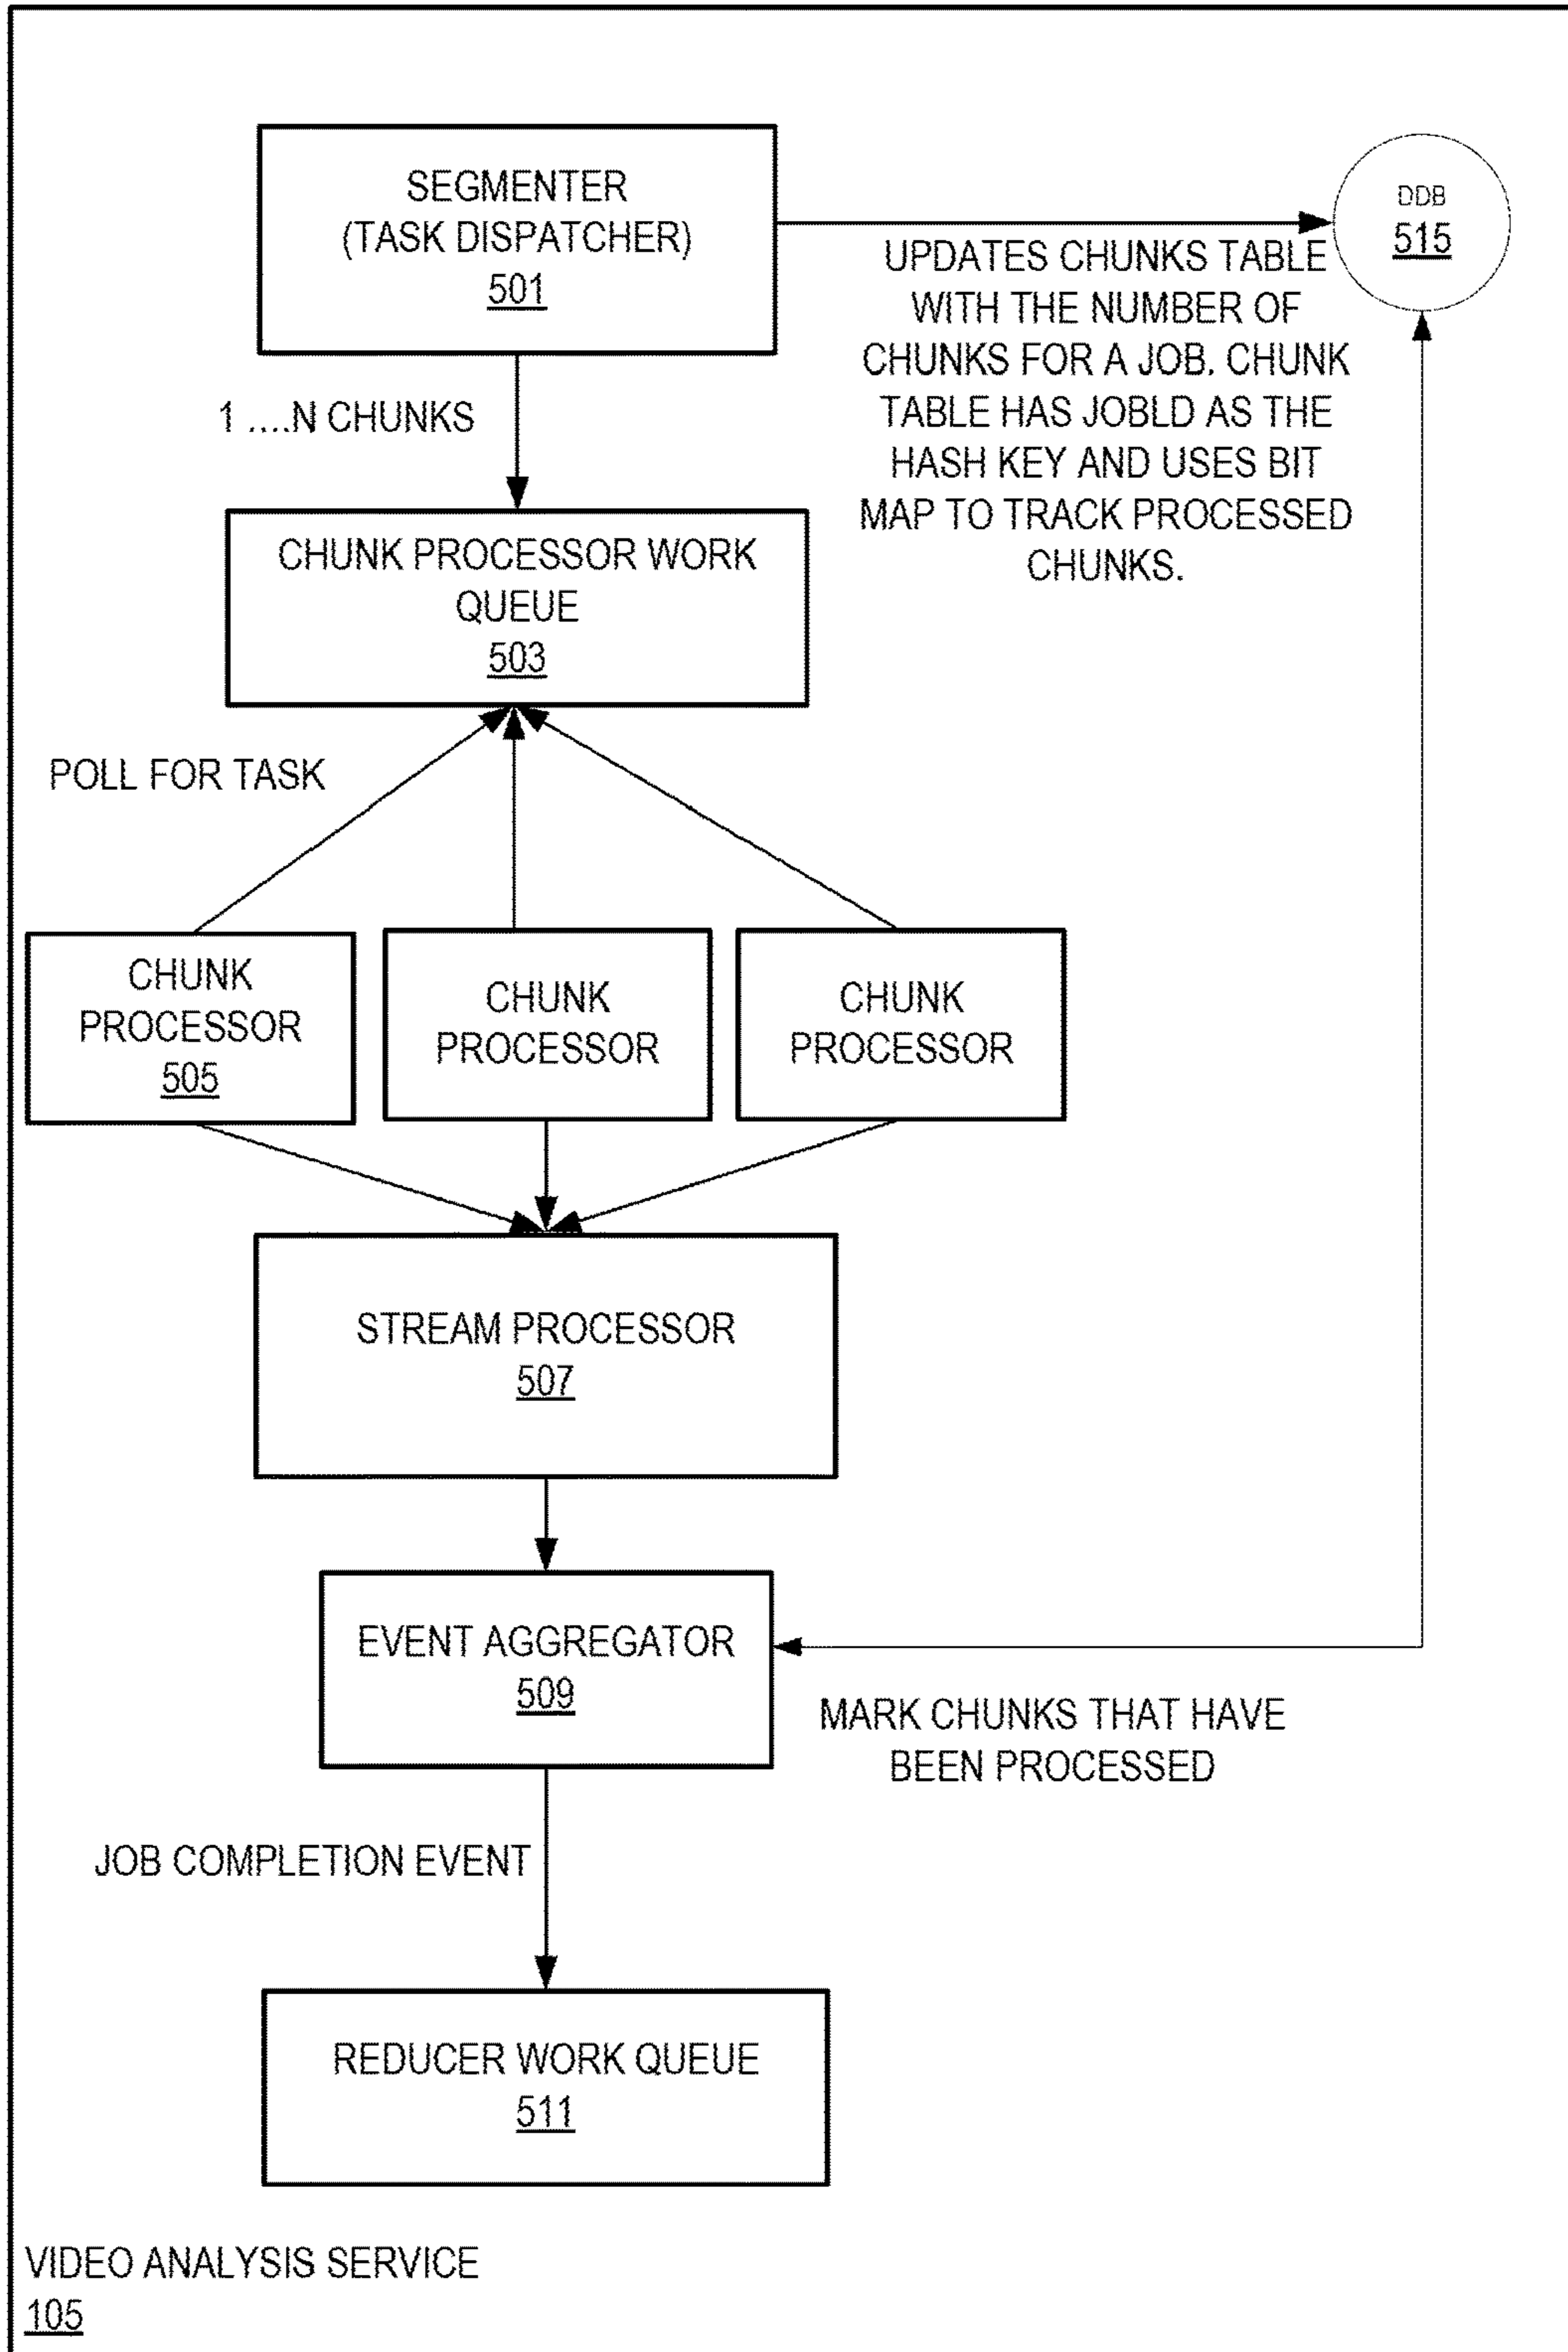 SEGMENTER
(TASK DISPATCHER)
501
DDB
515
UPDATES CHUNKS TABLE
WITH THE NUMBER OF
CHUNKS FOR A JOB. CHUNK
TABLE HAS JOBLD AS THE
HASH KEY AND USES BIT
MAP TO TRACK PROCESSED
CHUNKS.
1 ....N CHUNKS
CHUNK PROCESSOR WORK
QUEUE
503
POLL FOR TASK
CHUNK
PROCESSOR
505
CHUNK
PROCESSOR
CHUNK
PROCESSOR
STREAM PROCESSOR
507
EVENT AGGREGATOR
509
MARK CHUNKS THAT HAVE
BEEN PROCESSED
JOB COMPLETION EVENT
REDUCER WORK QUEUE
511
VIDEO ANALYSIS SERVICE
105